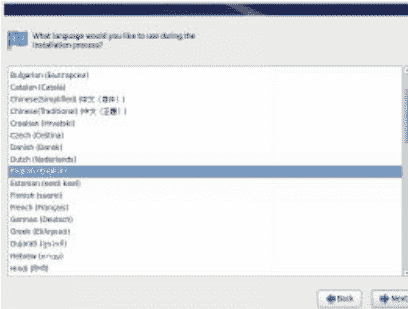 What language would you like to use during the
installation process?
Bulgarian (Български)
Catalan (Català)
Chinese(Simplified) (中文（简体）)
Chinese(Traditional) (中文（正體）)
Croatian (Hrvatski)
Czech (Čeština)
Danish (Dansk)
Dutch (Nederlands)
English (English)
Estonian (eesti keel)
Finnish (suomi)
French (Français)
German (Deutsch)
Greek (Ελληνικά)
Gujarati (ગુજરાતી)
Hebrew (עברית)
Hindi (हिन्दी)
Back
Next